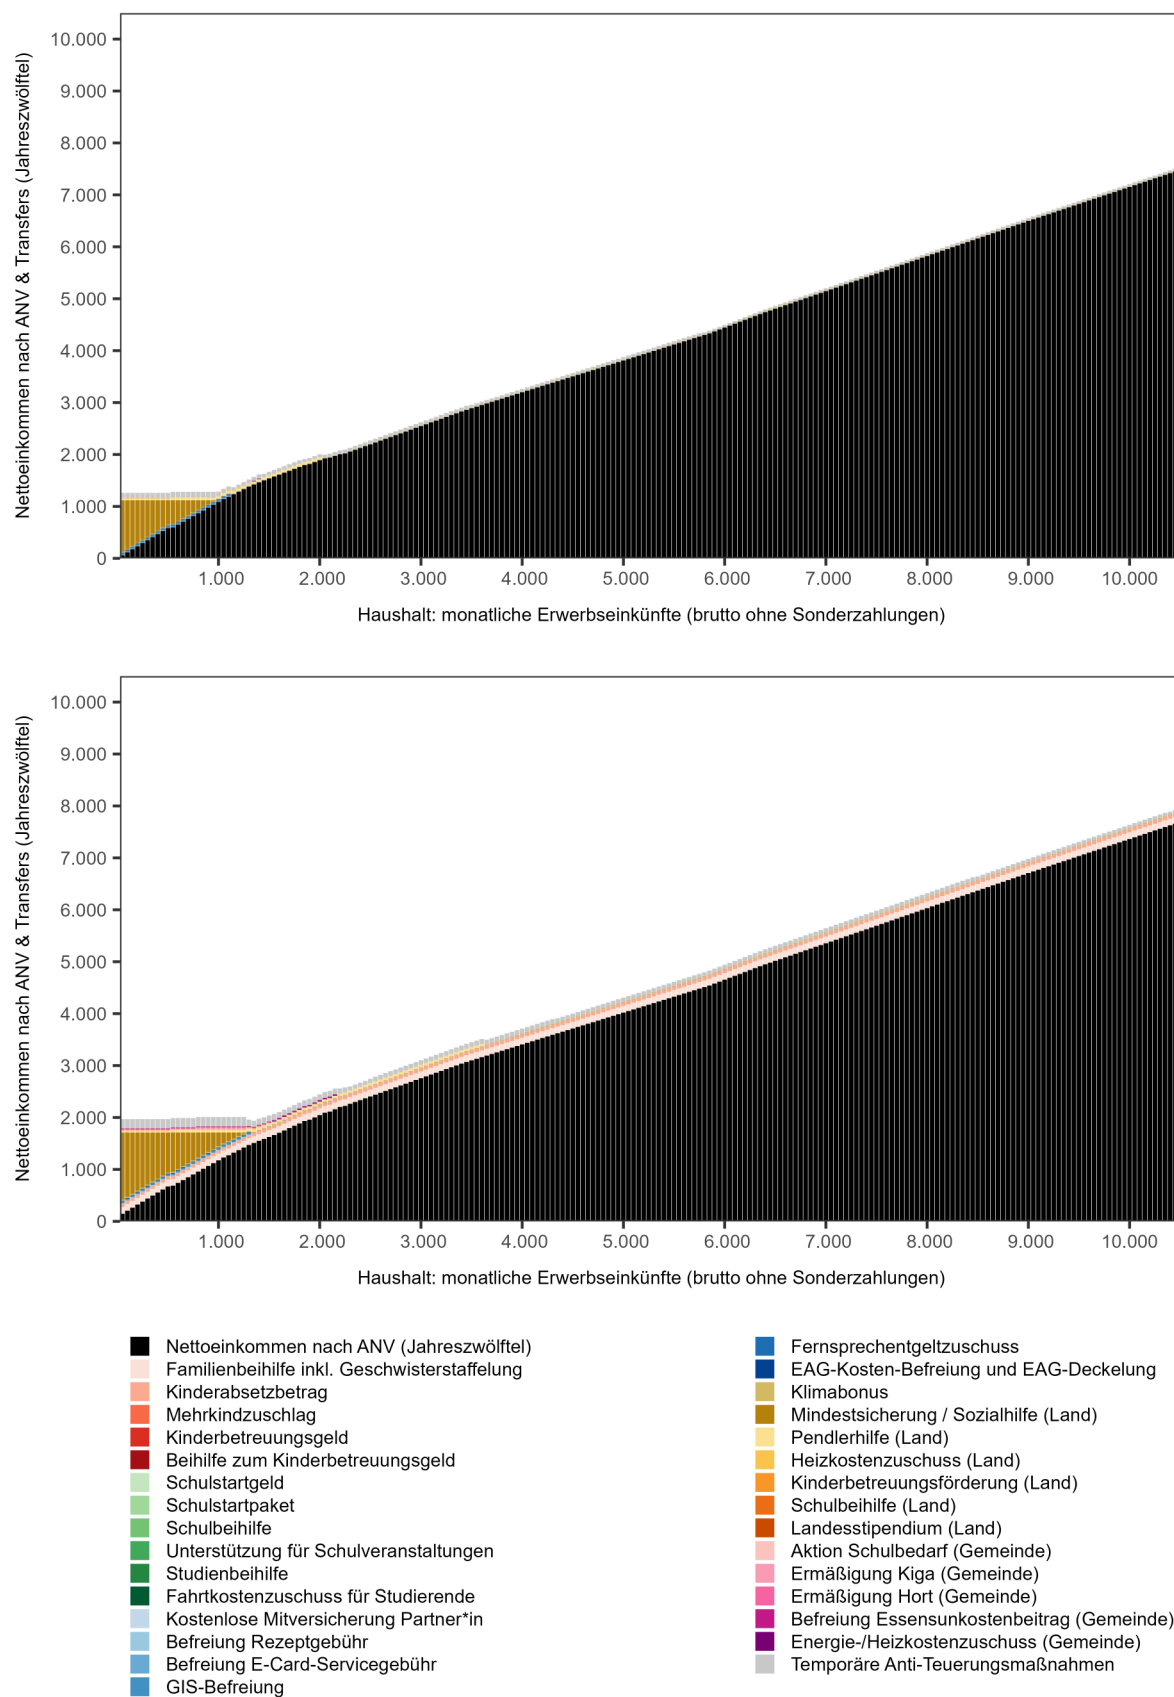 Nettoeinkommen nach ANV & Transfers (Jahreszwölftel)
10.000
9.000
8.000
7.000
6.000
5.000
4.000
3.000
2.000
1.000
0
1.000 2.000 3.000 4.000 5.000 6.000 7.000 8.000 9.000 10.000
Haushalt: monatliche Erwerbseinkünfte (brutto ohne Sonderzahlungen)
Nettoeinkommen nach ANV & Transfers (Jahreszwölftel)
10.000
9.000
8.000
7.000
6.000
5.000
4.000
3.000
2.000
1.000
0
1.000 2.000 3.000 4.000 5.000 6.000 7.000 8.000 9.000 10.000
Haushalt: monatliche Erwerbseinkünfte (brutto ohne Sonderzahlungen)
Nettoeinkommen nach ANV (Jahreszwölftel)
Familienbeihilfe inkl. Geschwisterstaffelung
Kinderabsetzbetrag
Mehrkindzuschlag
Kinderbetreuungsgeld
Beihilfe zum Kinderbetreuungsgeld
Schulstartgeld
Schulstartpaket
Schulbeihilfe
Unterstützung für Schulveranstaltungen
Studienbeihilfe
Fahrtkostenzuschuss für Studierende
Kostenlose Mitversicherung Partner*in
Befreiung Rezeptgebühr
Befreiung E-Card-Servicegebühr
GIS-Befreiung
Fernsprechentgeltzuschuss
EAG-Kosten-Befreiung und EAG-Deckelung
Klimabonus
Mindestsicherung / Sozialhilfe (Land)
Pendlerhilfe (Land)
Heizkostenzuschuss (Land)
Kinderbetreuungsförderung (Land)
Schulbeihilfe (Land)
Landesstipendium (Land)
Aktion Schulbedarf (Gemeinde)
Ermäßigung Kiga (Gemeinde)
Ermäßigung Hort (Gemeinde)
Befreiung Essensunkostenbeitrag (Gemeinde)
Energie-/Heizkostenzuschuss (Gemeinde)
Temporäre Anti-Teuerungsmaßnahmen